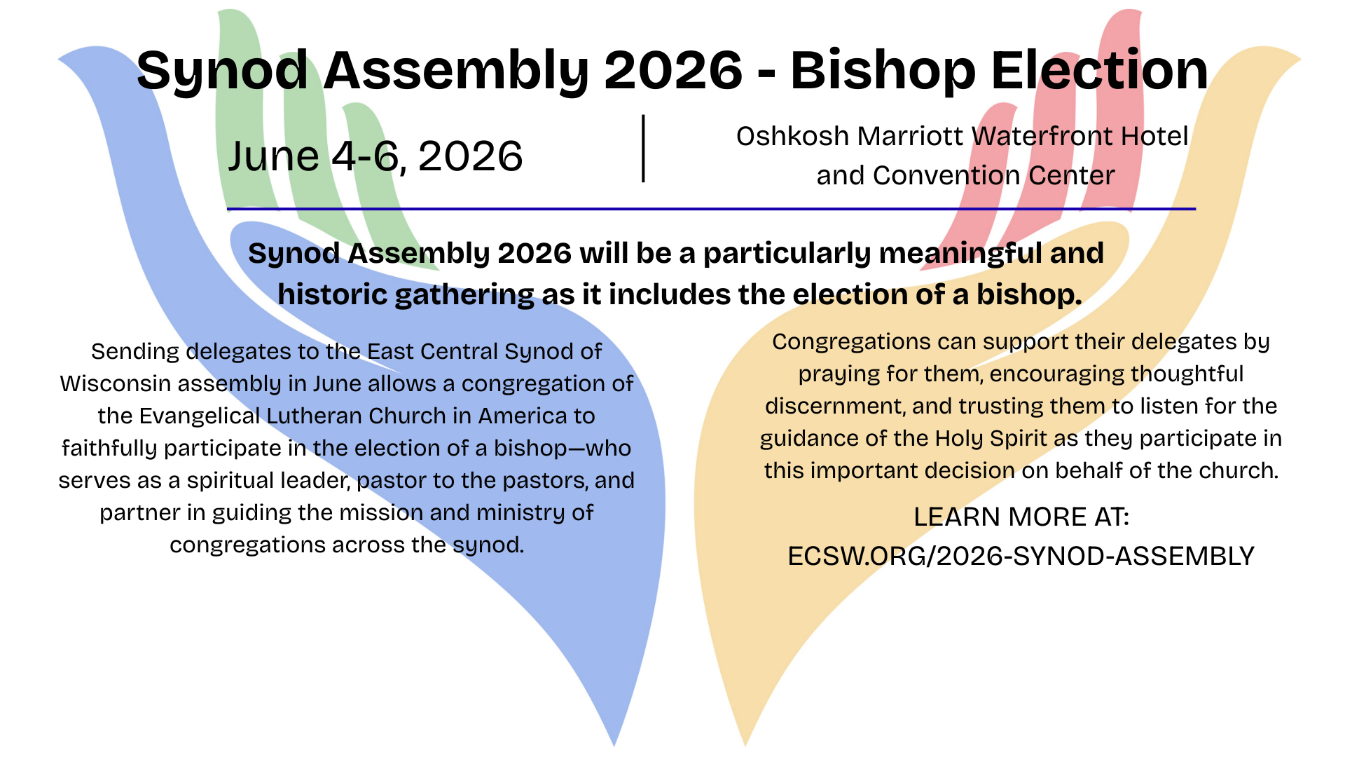 Synod Assembly 2026 - Bishop Election
June 4-6, 2026
Oshkosh Marriott Waterfront Hotel
and Convention Center
Synod Assembly 2026 will be a particularly meaningful and
historic gathering as it includes the election of a bishop.
Sending delegates to the East Central Synod of
Wisconsin assembly in June allows a congregation of
the Evangelical Lutheran Church in America to
faithfully participate in the election of a bishop—who
serves as a spiritual leader, pastor to the pastors, and
partner in guiding the mission and ministry of
congregations across the synod.
Congregations can support their delegates by
praying for them, encouraging thoughtful
discernment, and trusting them to listen for the
guidance of the Holy Spirit as they participate in
this important decision on behalf of the church.
LEARN MORE AT:
ECSW.ORG/2026-SYNOD-ASSEMBLY